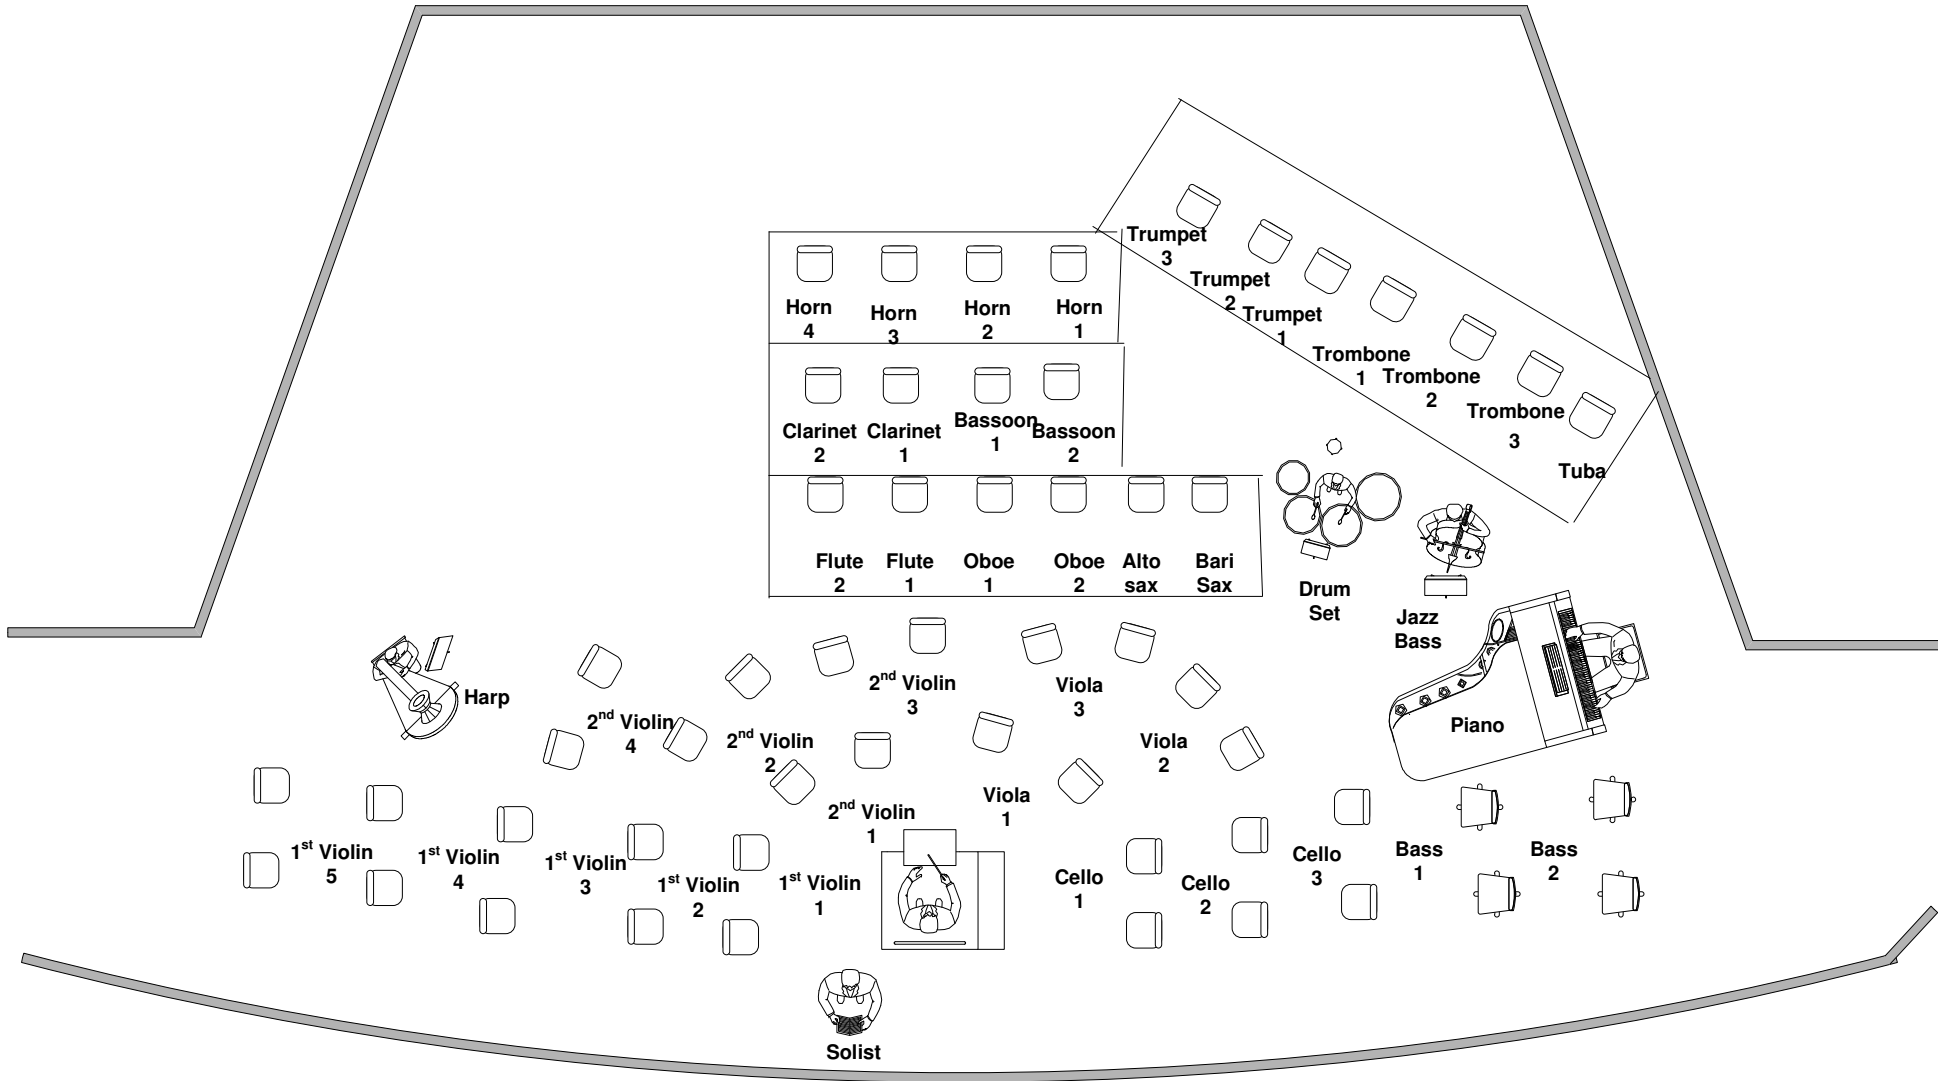 Trumpet
3
Trumpet
2
Trumpet
1
Trombone
1
Trombone
2
Trombone
3
Tuba
Horn
4
Horn
3
Horn
2
Horn
1
Clarinet
2
Clarinet
1
Bassoon
1
Bassoon
2
Flute
2
Flute
1
Oboe
1
Oboe
2
Alto
sax
Bari
Sax
Drum
Set
Jazz
Bass
Harp
2nd Violin
4
2nd Violin
2
2nd Violin
3
Viola
3
Viola
2
Piano
2nd Violin
1
Viola
1
1st Violin
5
1st Violin
4
1st Violin
3
1st Violin
2
1st Violin
1
Cello
1
Cello
2
Cello
3
Bass
1
Bass
2
Solist